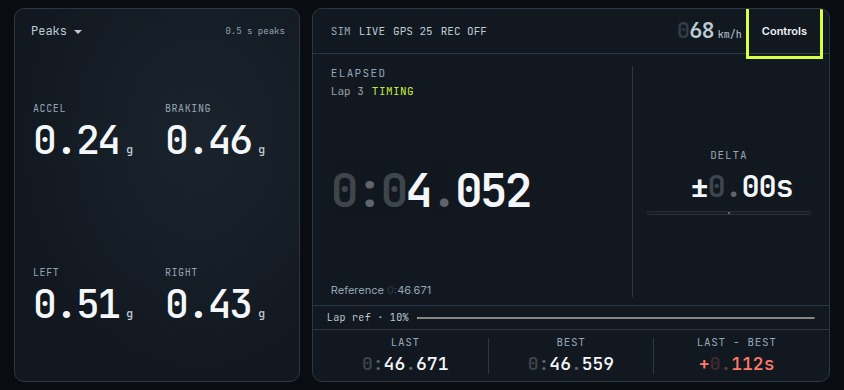 Peaks
0.5 s peaks
ACCEL
BRAKING
0.24 g
0.46 g
LEFT
RIGHT
0.51 g
0.43 g
SIM LIVE GPS 25 REC OFF
068 km/h
Controls
ELAPSED
Lap 3 TIMING
0:04.052
DELTA
±0.00s
Reference 0:46.671
Lap ref · 10%
LAST
BEST
LAST - BEST
0:46.671
0:46.559
+0.112s